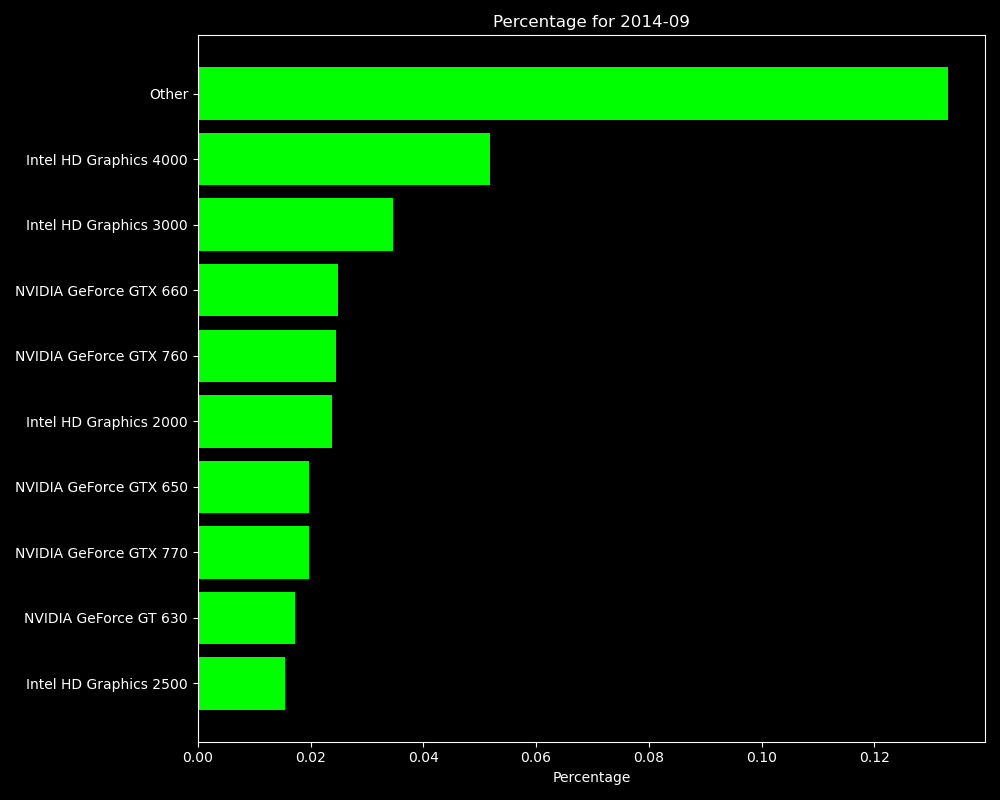 Percentage for 2014-09
Other
Intel HD Graphics 4000
Intel HD Graphics 3000
NVIDIA GeForce GTX 660
NVIDIA GeForce GTX 760
Intel HD Graphics 2000
NVIDIA GeForce GTX 650
NVIDIA GeForce GTX 770
NVIDIA GeForce GT 630
Intel HD Graphics 2500
0.00 0.02 0.04 0.06 0.08 0.10 0.12
Percentage